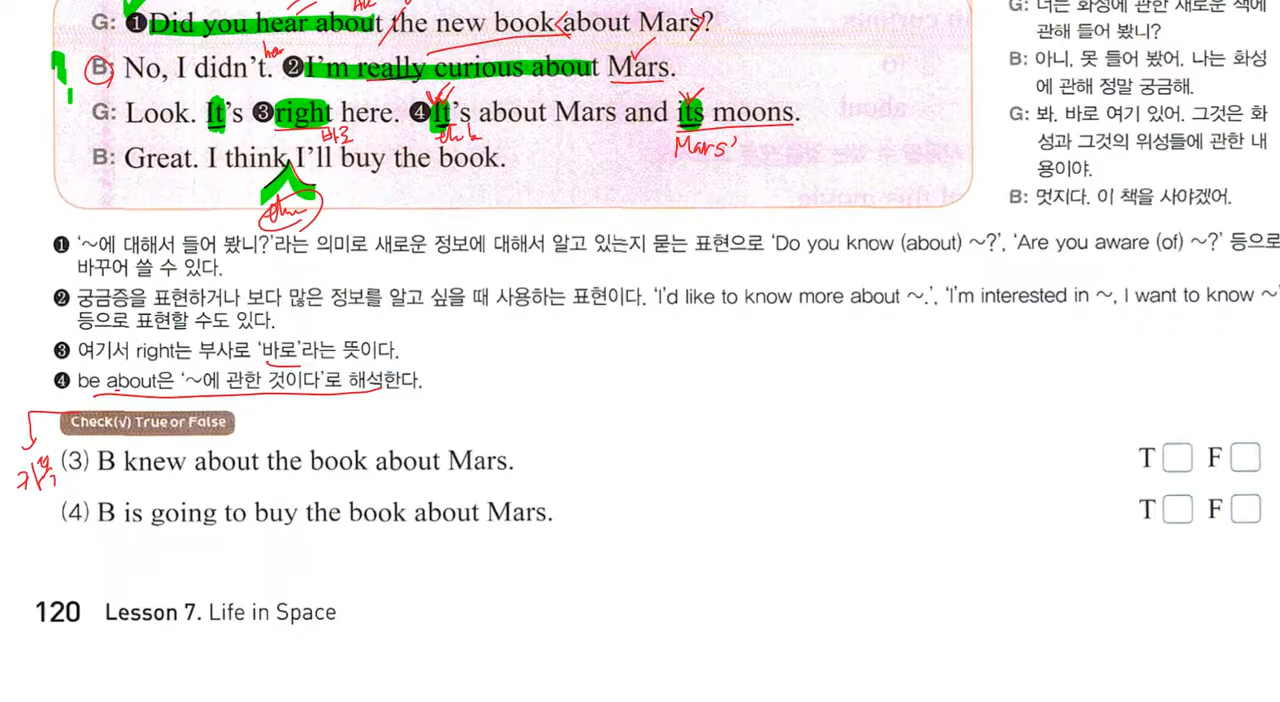 G: ❶Did you hear about the new book about Mars?
hear
B: No, I didn't. ❷I'm really curious about Mars.
G: Look. It's ❸right here. ❹It's about Mars and its moons.
바로
Mars'
B: Great. I think I'll buy the book.
G: 너는 화성에 관한 새로운 책에
관해 들어 봤니?
B: 아니, 못 들어 봤어. 나는 화성
에 관해 정말 궁금해.
G: 봐. 바로 여기 있어. 그것은 화
성과 그것의 위성들에 관한 내
용이야.
B: 멋지다. 이 책을 사야겠어.
❶ '~에 대해서 들어 봤니?'라는 의미로 새로운 정보에 대해서 알고 있는지 묻는 표현으로 'Do you know (about) ~?', 'Are you aware (of) ~?' 등으로
바꾸어 쓸 수 있다.
❷ 궁금증을 표현하거나 보다 많은 정보를 알고 싶을 때 사용하는 표현이다. 'I'd like to know more about ~.', 'I'm interested in ~, I want to know ~'
등으로 표현할 수도 있다.
❸ 여기서 right는 부사로 '바로'라는 뜻이다.
❹ be about은 '~에 관한 것이다'로 해석한다.
Check(√) True or False
(3) B knew about the book about Mars. T F
(4) B is going to buy the book about Mars. T F
120 Lesson 7. Life in Space